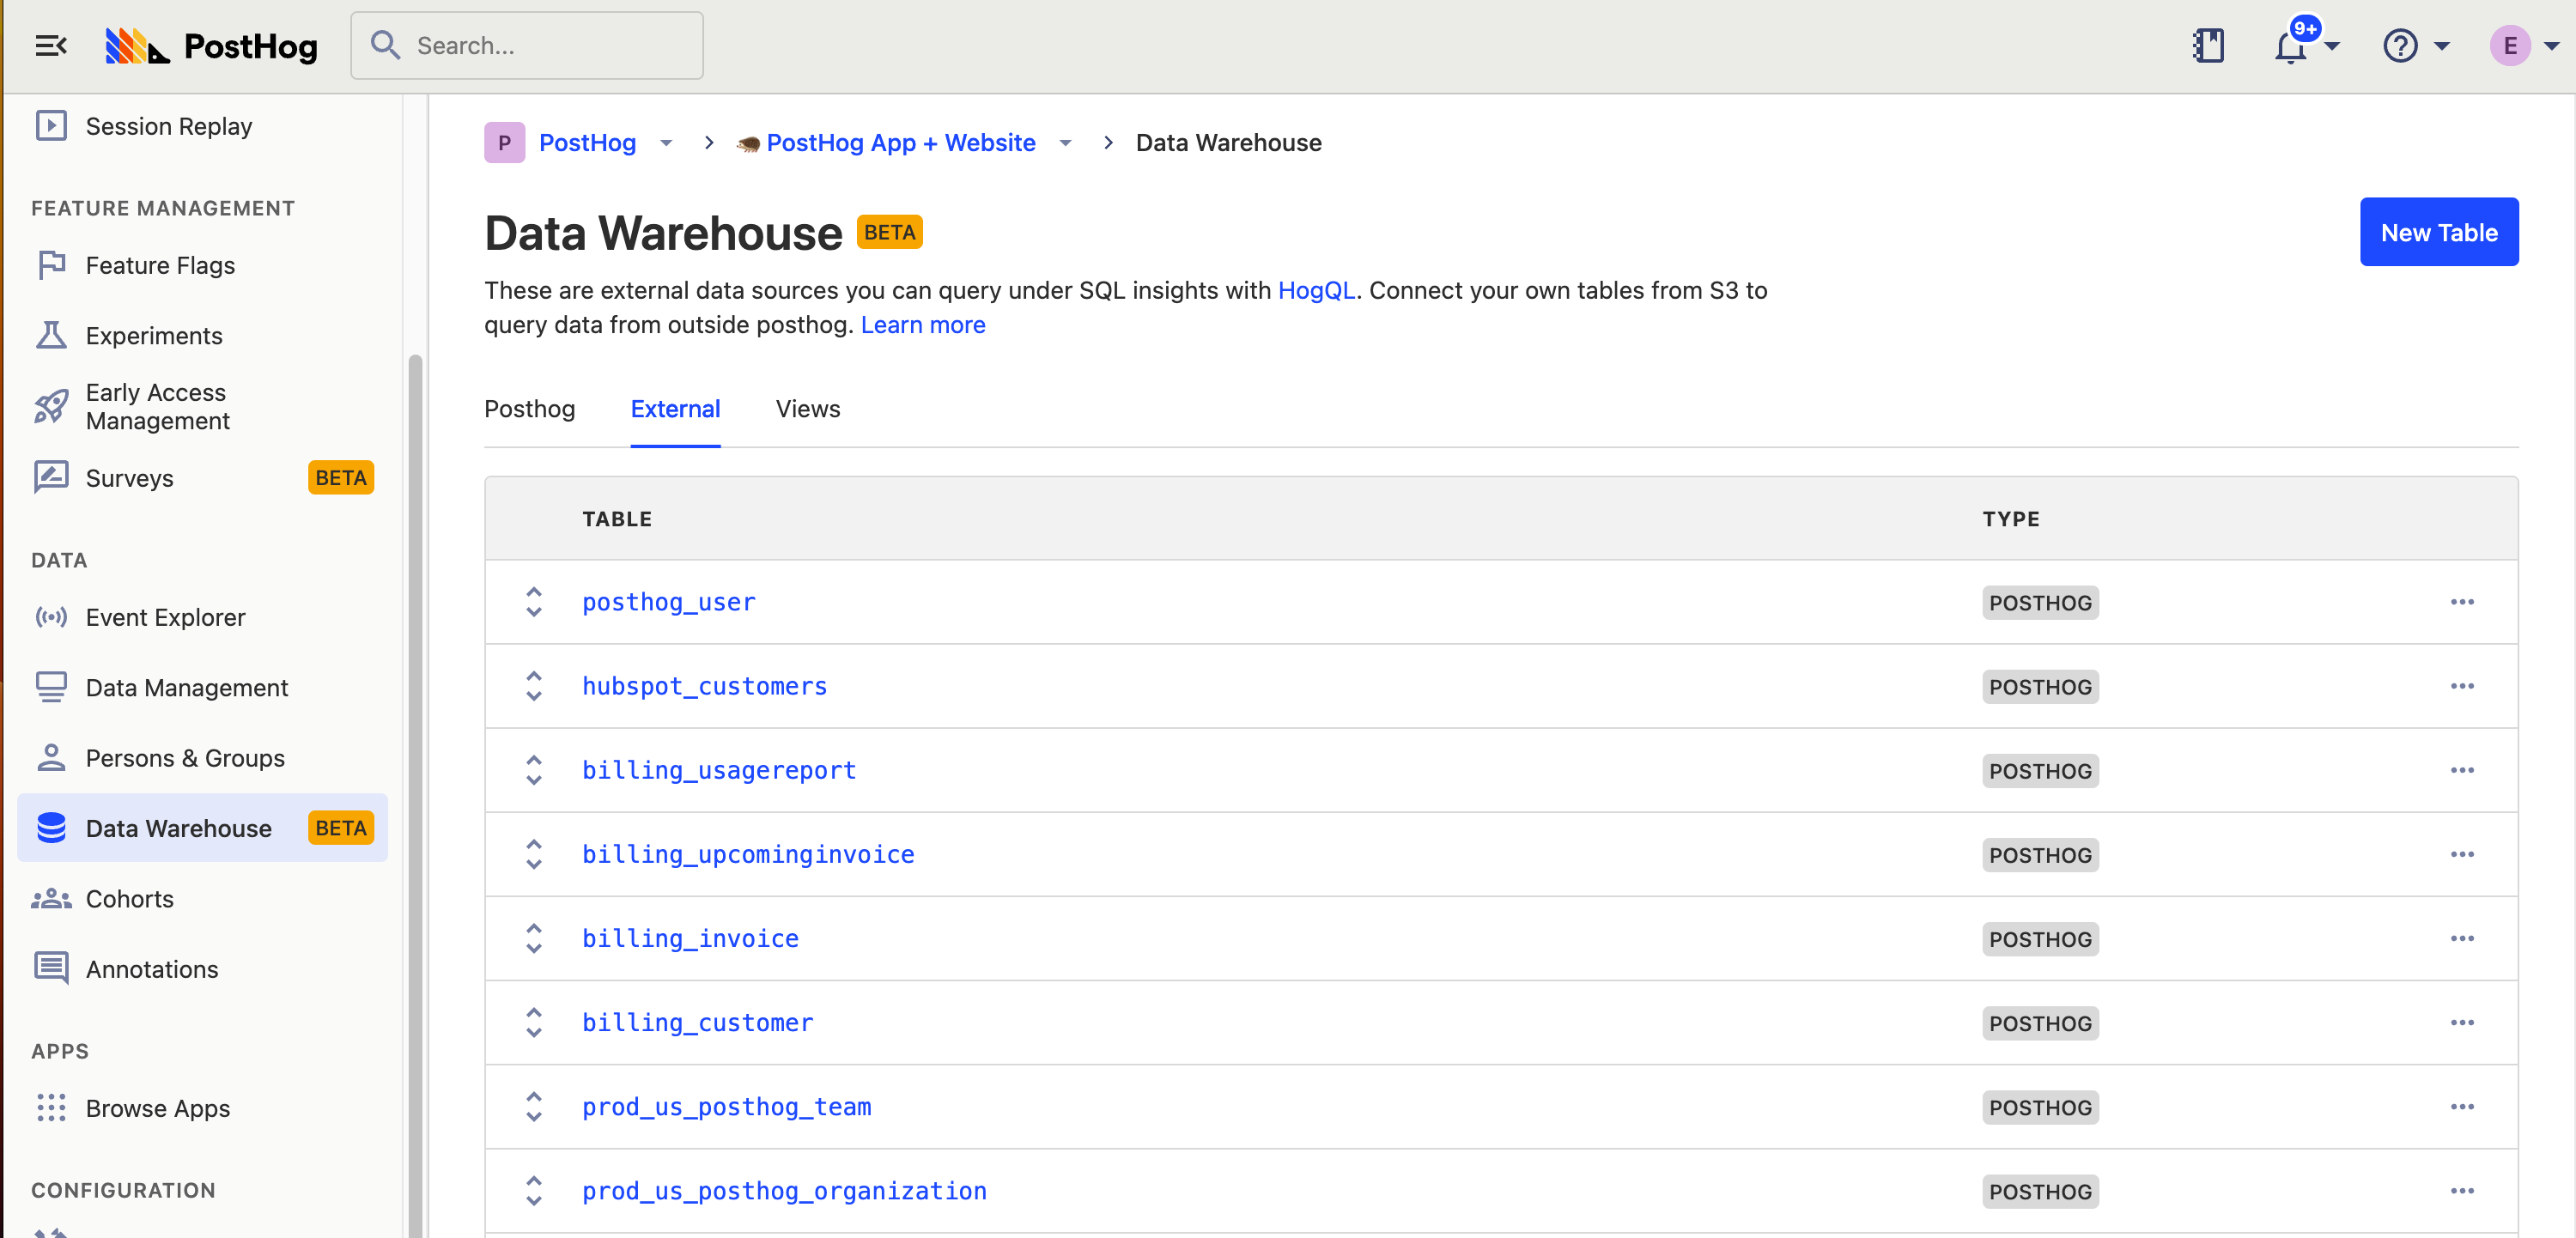 PostHog
Search...
9+
E
Session Replay
FEATURE MANAGEMENT
Feature Flags
Experiments
Early Access
Management
Surveys BETA
DATA
Event Explorer
Data Management
Persons & Groups
Data Warehouse BETA
Cohorts
Annotations
APPS
Browse Apps
CONFIGURATION
P PostHog > PostHog App + Website > Data Warehouse
Data Warehouse BETA
New Table
These are external data sources you can query under SQL insights with HogQL. Connect your own tables from S3 to
query data from outside posthog. Learn more
Posthog External Views
TABLE TYPE
posthog_user POSTHOG
hubspot_customers POSTHOG
billing_usagereport POSTHOG
billing_upcominginvoice POSTHOG
billing_invoice POSTHOG
billing_customer POSTHOG
prod_us_posthog_team POSTHOG
prod_us_posthog_organization POSTHOG